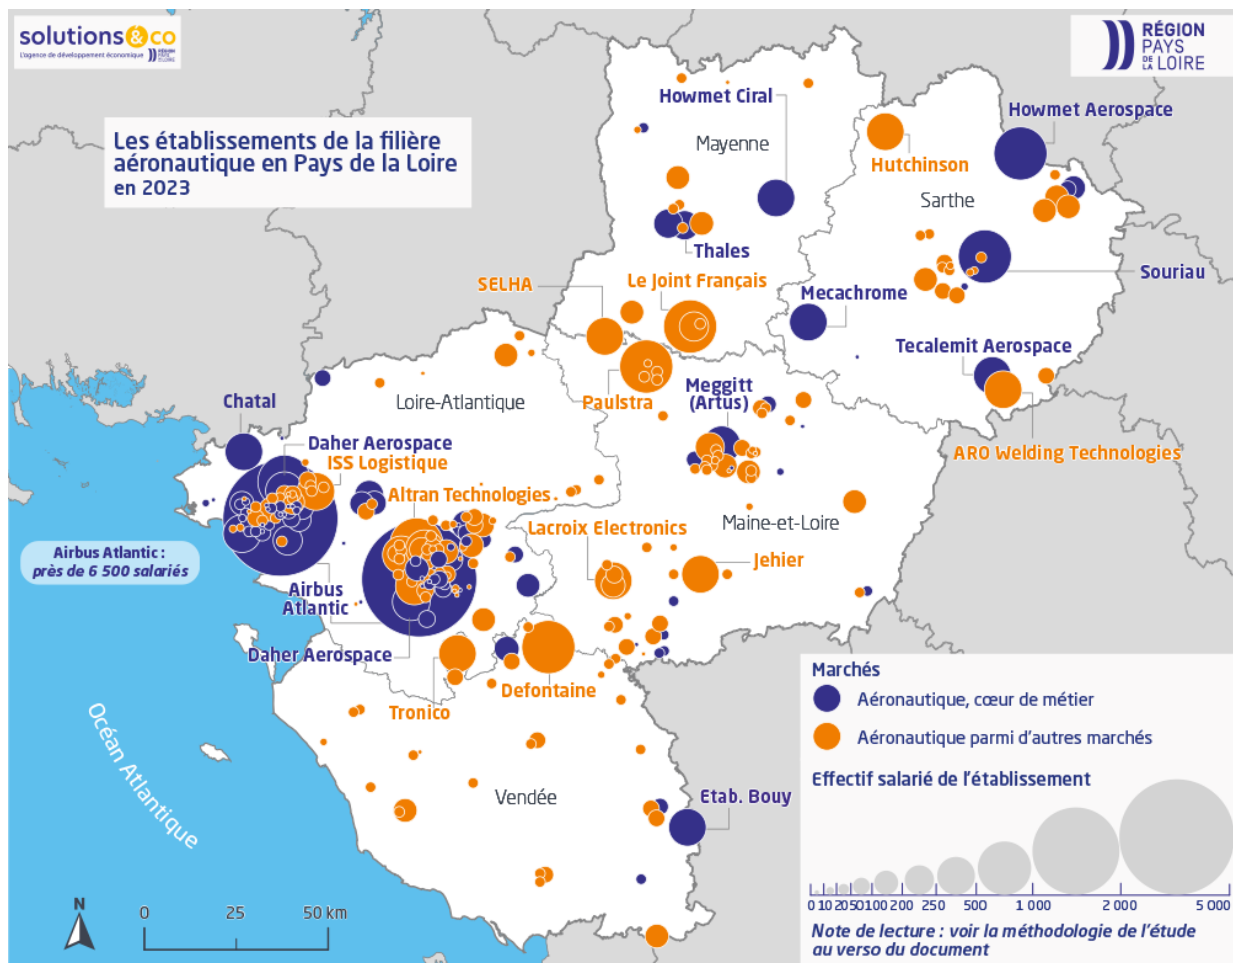 solutions&co
L'agence de développement économique
RÉGION
PAYS
DE LA LOIRE
RÉGION
PAYS
DE LA LOIRE
Les établissements de la filière
aéronautique en Pays de la Loire
en 2023
Howmet Ciral
Mayenne
Howmet Aerospace
Hutchinson
Sarthe
Thales
Souriau
SELHA
Le Joint Français
Mecachrome
Tecalemit Aerospace
Paulstra
Meggitt
(Artus)
Loire-Atlantique
Chatal
Daher Aerospace
ISS Logistique
ARO Welding Technologies
Altran Technologies
Lacroix Electronics
Maine-et-Loire
Airbus Atlantic :
près de 6 500 salariés
Jehier
Airbus
Atlantic
Daher Aerospace
Defontaine
Tronico
Océan Atlantique
Vendée
Etab. Bouy
Marchés
Aéronautique, cœur de métier
Aéronautique parmi d'autres marchés
Effectif salarié de l'établissement
0 10 20 50 100 200 250 500 1 000 2 000 5 000
Note de lecture : voir la méthodologie de l'étude
au verso du document
N
0 25 50 km